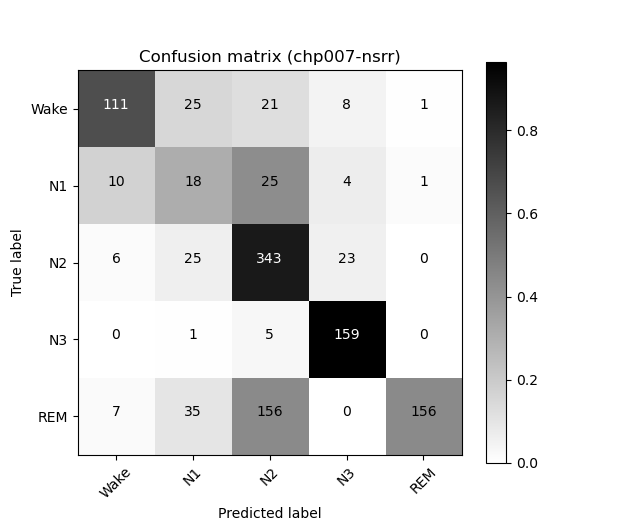 Confusion matrix (chp007-nsrr)
Wake 111 25 21 8 1
N1 10 18 25 4 1
N2 6 25 343 23 0
N3 0 1 5 159 0
REM 7 35 156 0 156
Wake N1 N2 N3 REM
Predicted label
True label
0.8
0.6
0.4
0.2
0.0